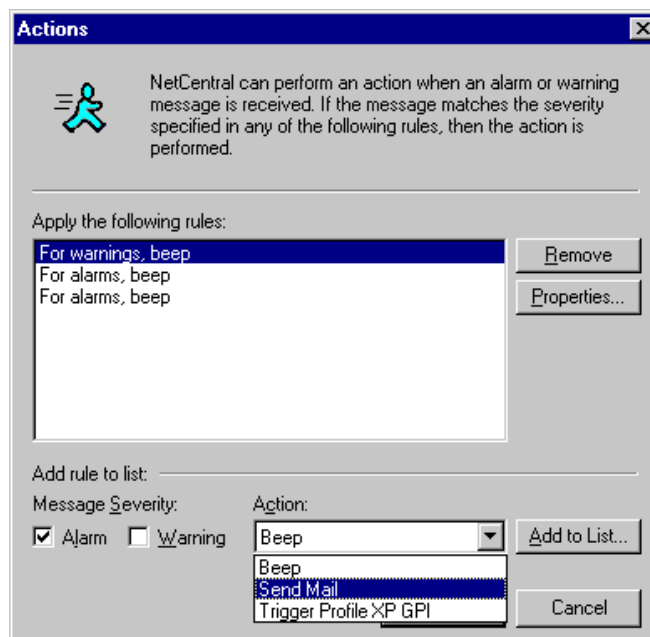 Actions
NetCentral can perform an action when an alarm or warning
message is received. If the message matches the severity
specified in any of the following rules, then the action is
performed.
Apply the following rules:
For warnings, beep
For alarms, beep
For alarms, beep
Remove
Properties...
Add rule to list:
Message Severity:
Action:
Alarm
Warning
Beep
Add to List...
Beep
Send Mail
Trigger Profile XP GPI
Cancel